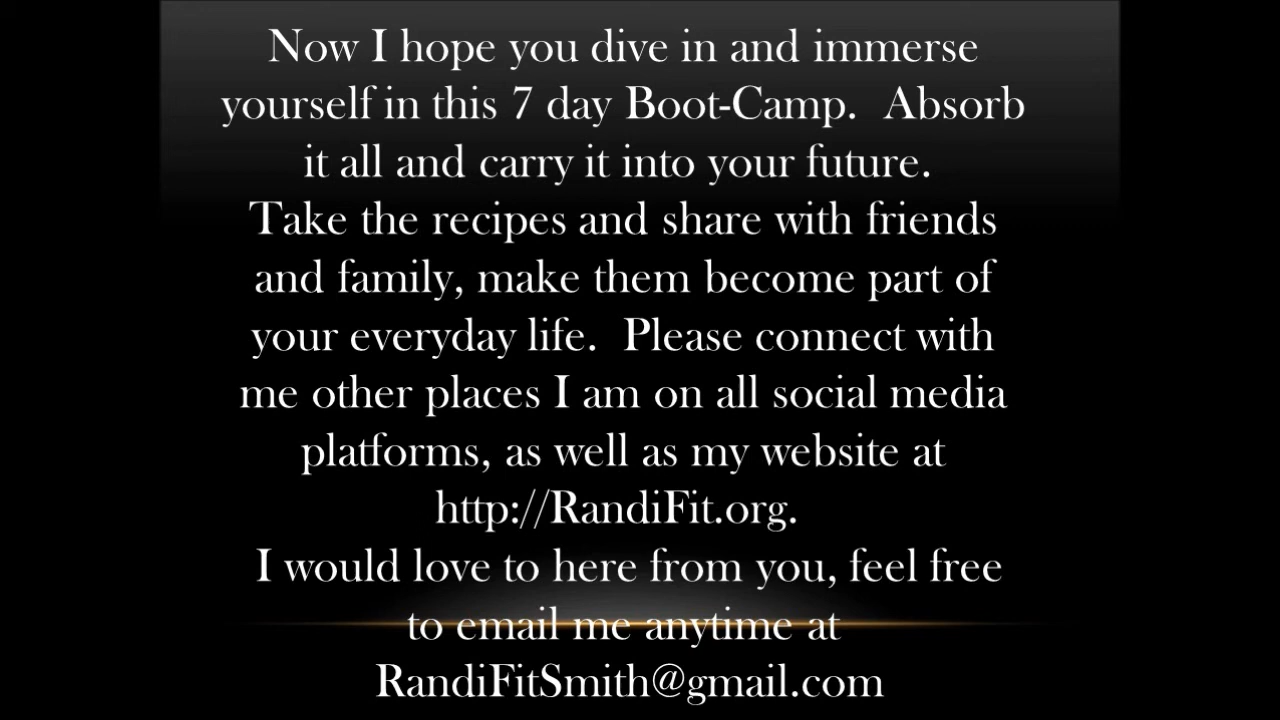 Now I hope you dive in and immerse
yourself in this 7 day Boot-Camp.  Absorb
it all and carry it into your future.
Take the recipes and share with friends
and family, make them become part of
your everyday life.  Please connect with
me other places I am on all social media
platforms, as well as my website at
http://RandiFit.org.
I would love to here from you, feel free
to email me anytime at
RandiFitSmith@gmail.com